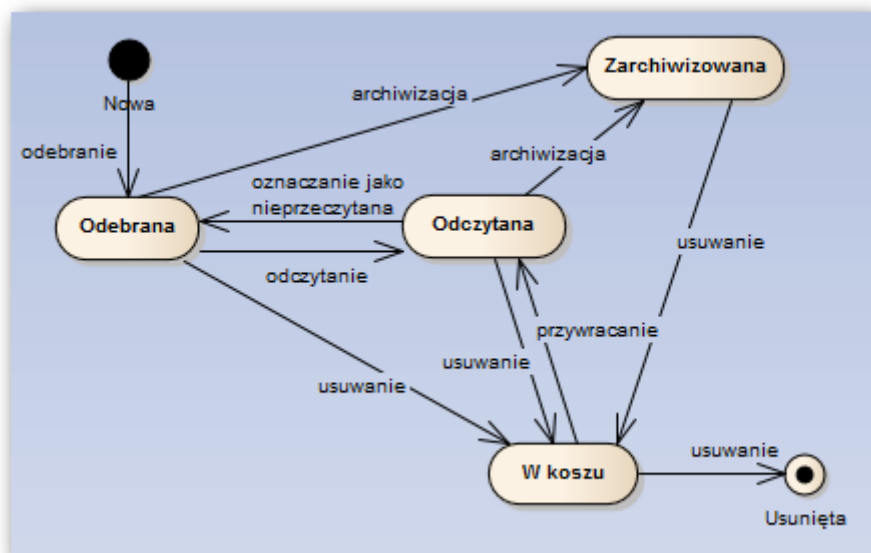 Zarchiwizowana
Nowa
archiwizacja
odebranie
archiwizacja
oznaczanie jako
nieprzeczytana
Odebrana
Odczytana
usuwanie
odczytanie
przywracanie
usuwanie
usuwanie
usuwanie
W koszu
Usunięta